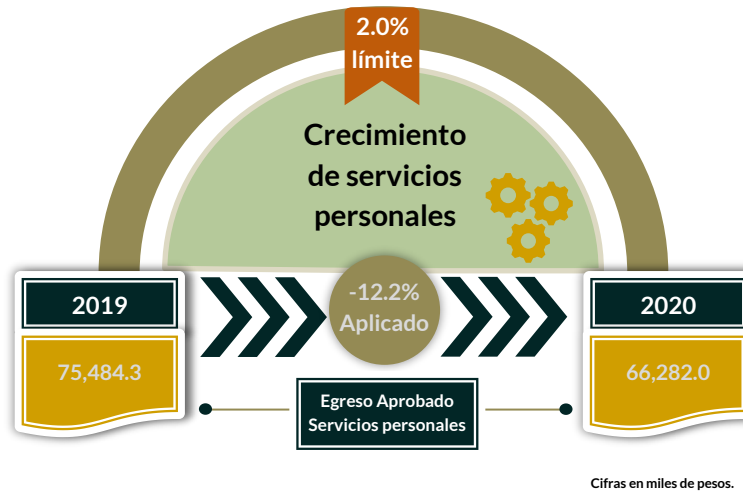 2.0%
límite
Crecimiento
de servicios
personales
2019
-12.2%
Aplicado
2020
75,484.3
66,282.0
Egreso Aprobado
Servicios personales
Cifras en miles de pesos.